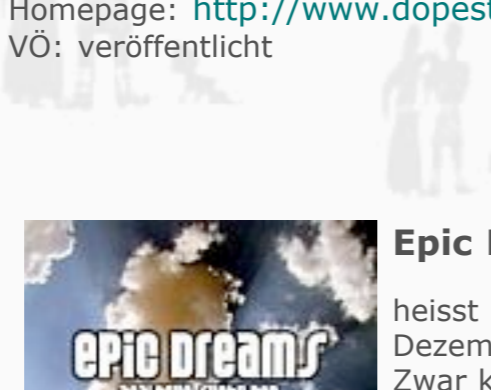 Homepage: http://www.dopest
VÖ: veröffentlicht
Epic
heisst
Dezem
Zwar k
epic Dreams